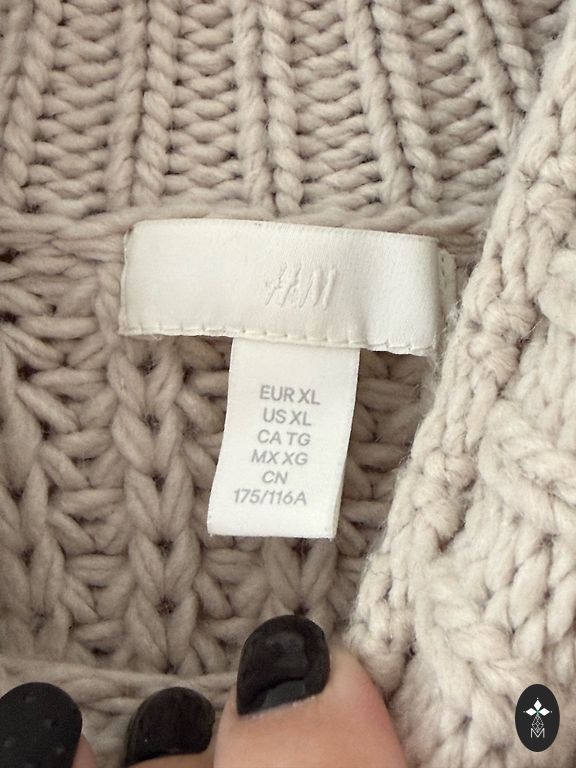 H&M
EUR XL
US XL
CA TG
MX XG
CN
175/116A
M